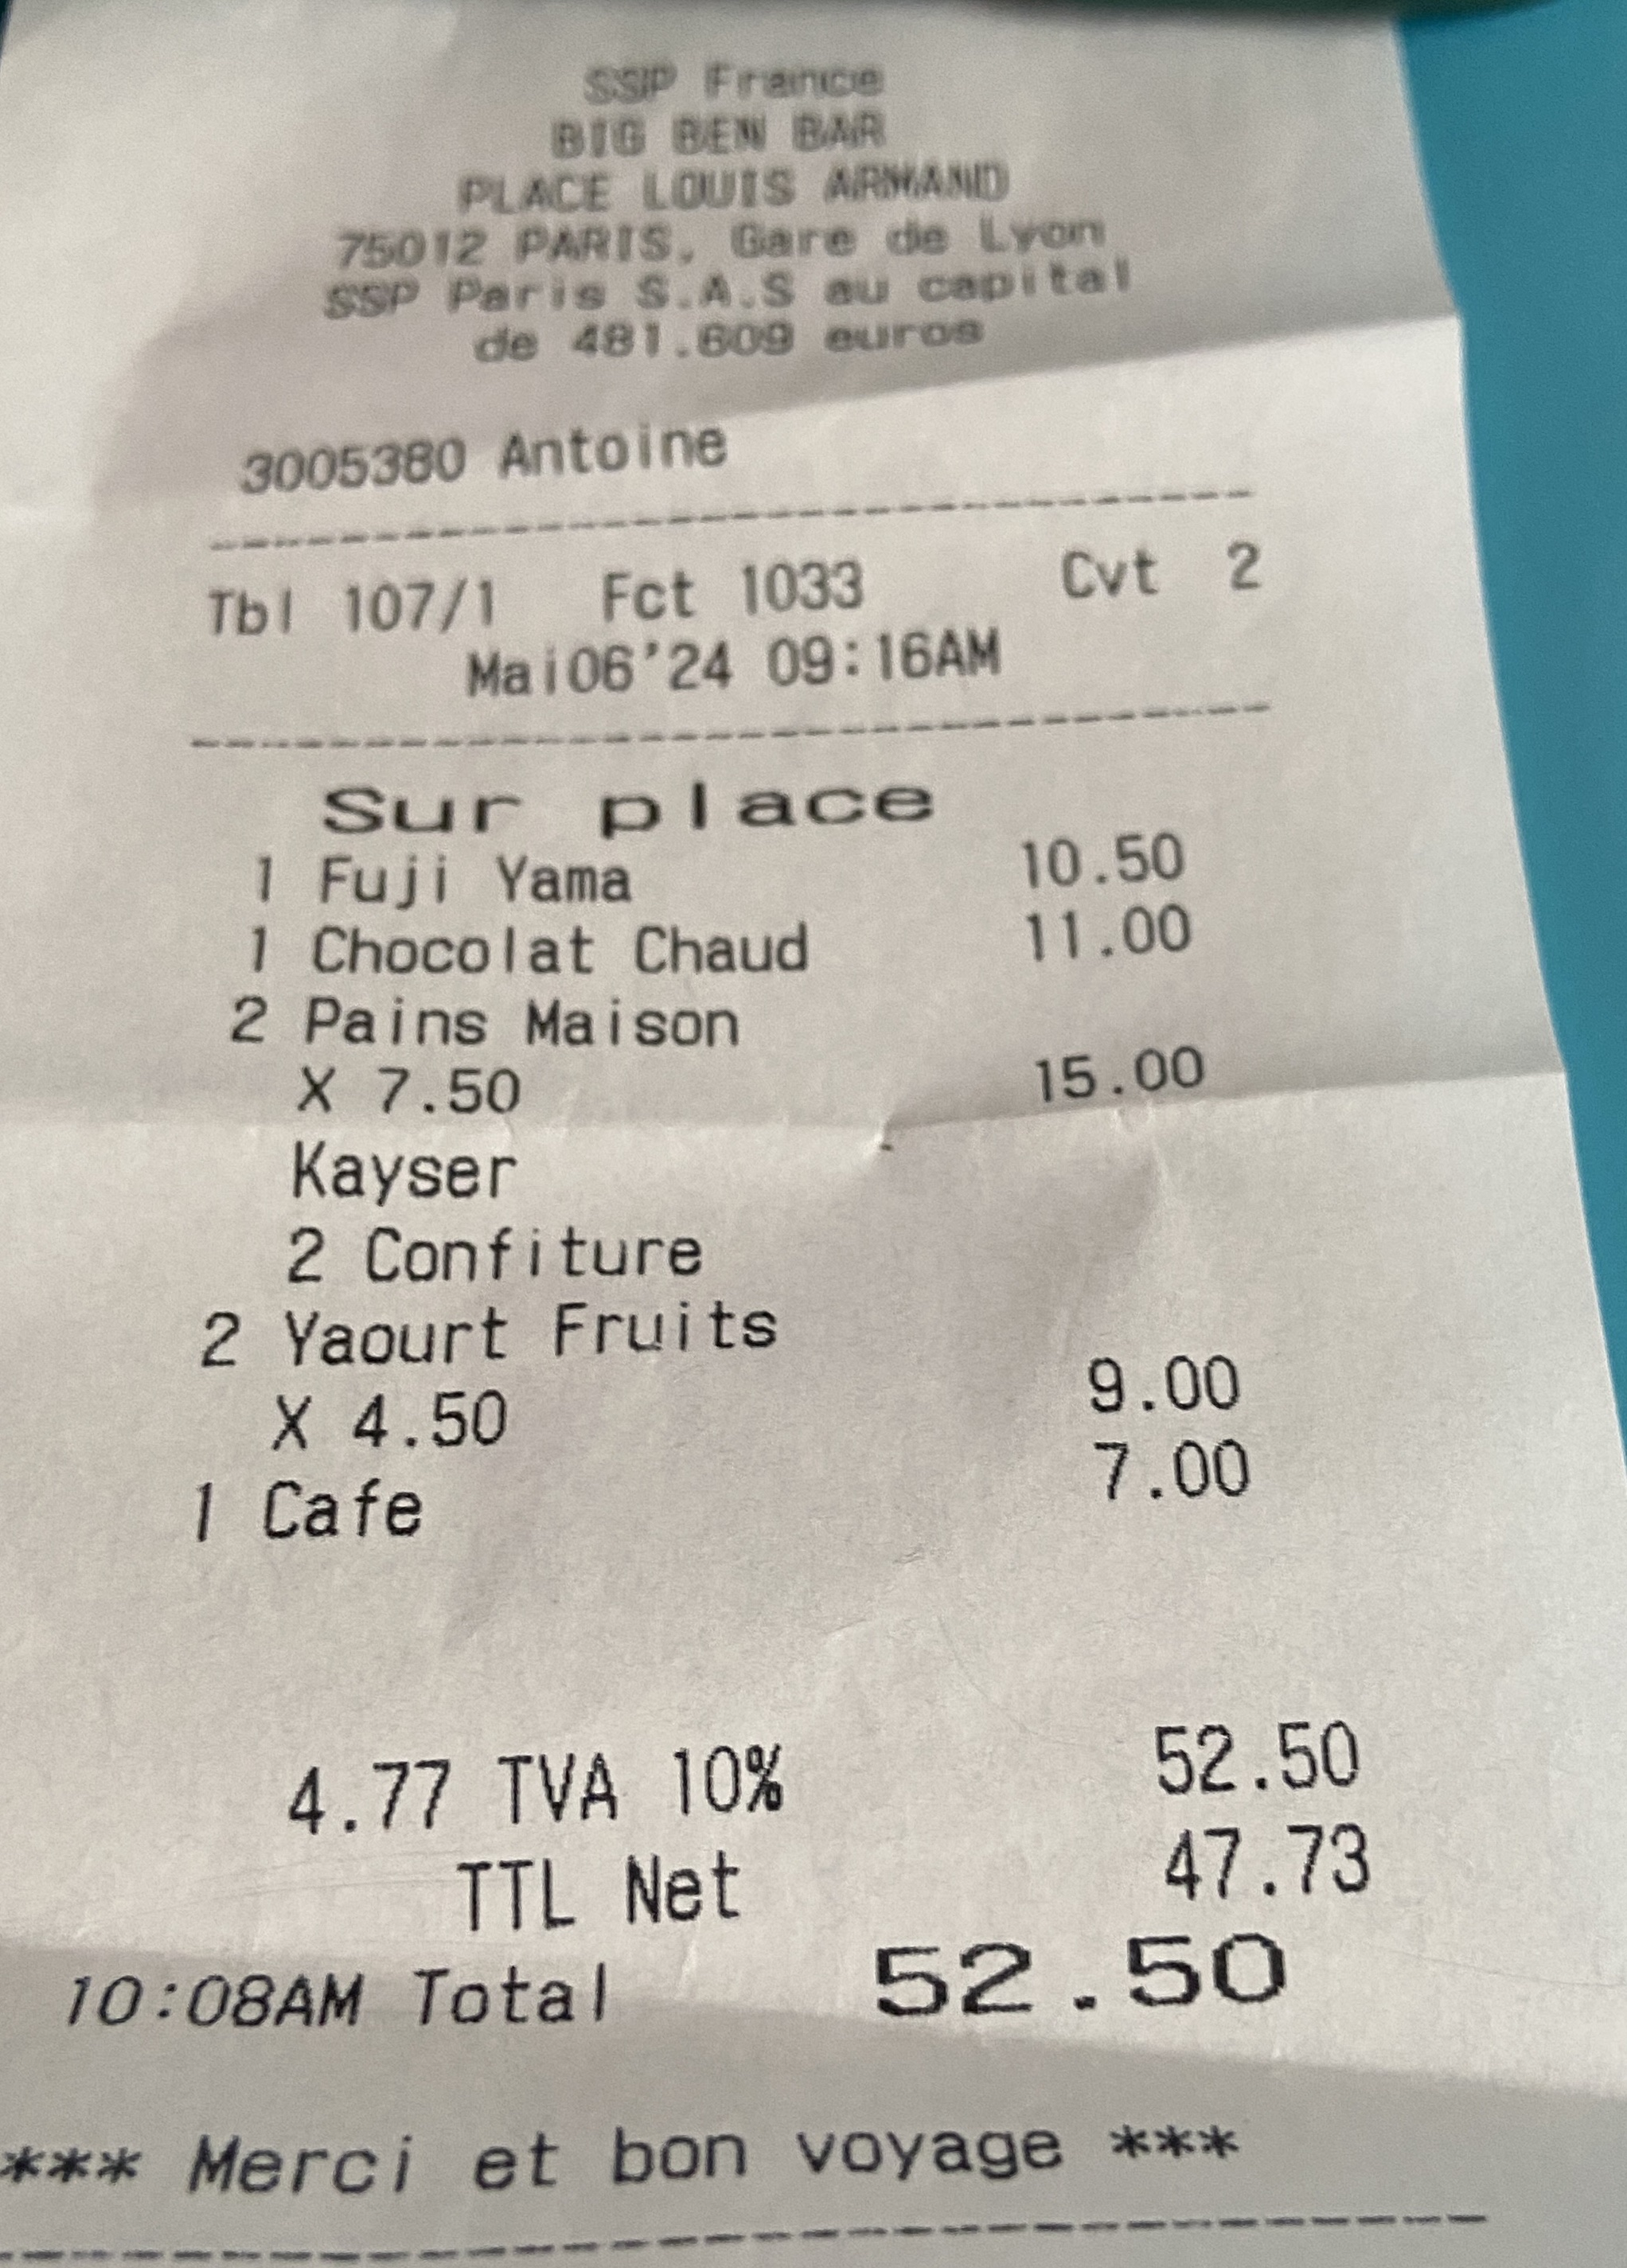 SSP France
BIG BEN BAR
PLACE LOUIS ARMAND
75012 PARIS, Gare de Lyon
SSP Paris S.A.S au capital
de 481.609 euros
3005380 Antoine
Tbl 107/1 Fct 1033 Cvt 2
Mai06'24 09:16AM
Sur place
1 Fuji Yama 10.50
1 Chocolat Chaud 11.00
2 Pains Maison
X 7.50 15.00
Kayser
2 Confiture
2 Yaourt Fruits
X 4.50 9.00
1 Cafe 7.00
4.77 TVA 10% 52.50
TTL Net 47.73
10:08AM Total 52.50
*** Merci et bon voyage ***